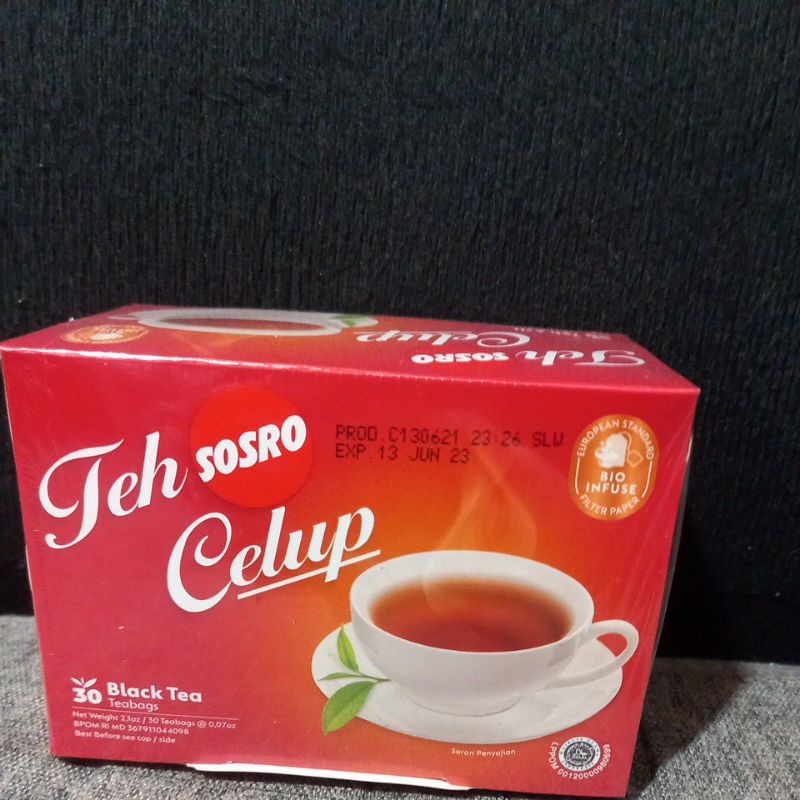 Teh SOSRO
Celup
Teh SOSRO
Celup
PROD.C130621 23:26 SLW
EXP.13 JUN 23
EUROPEAN STANDARD
BIO
INFUSE
FILTER PAPER
30 Black Tea
Teabags
Net Weight 2.1oz / 30 Teabags @ 0,07oz
BPOM RI MD 367911044098
Best Before see top / side
Saran Penyajian
LPPOM 00120000980899